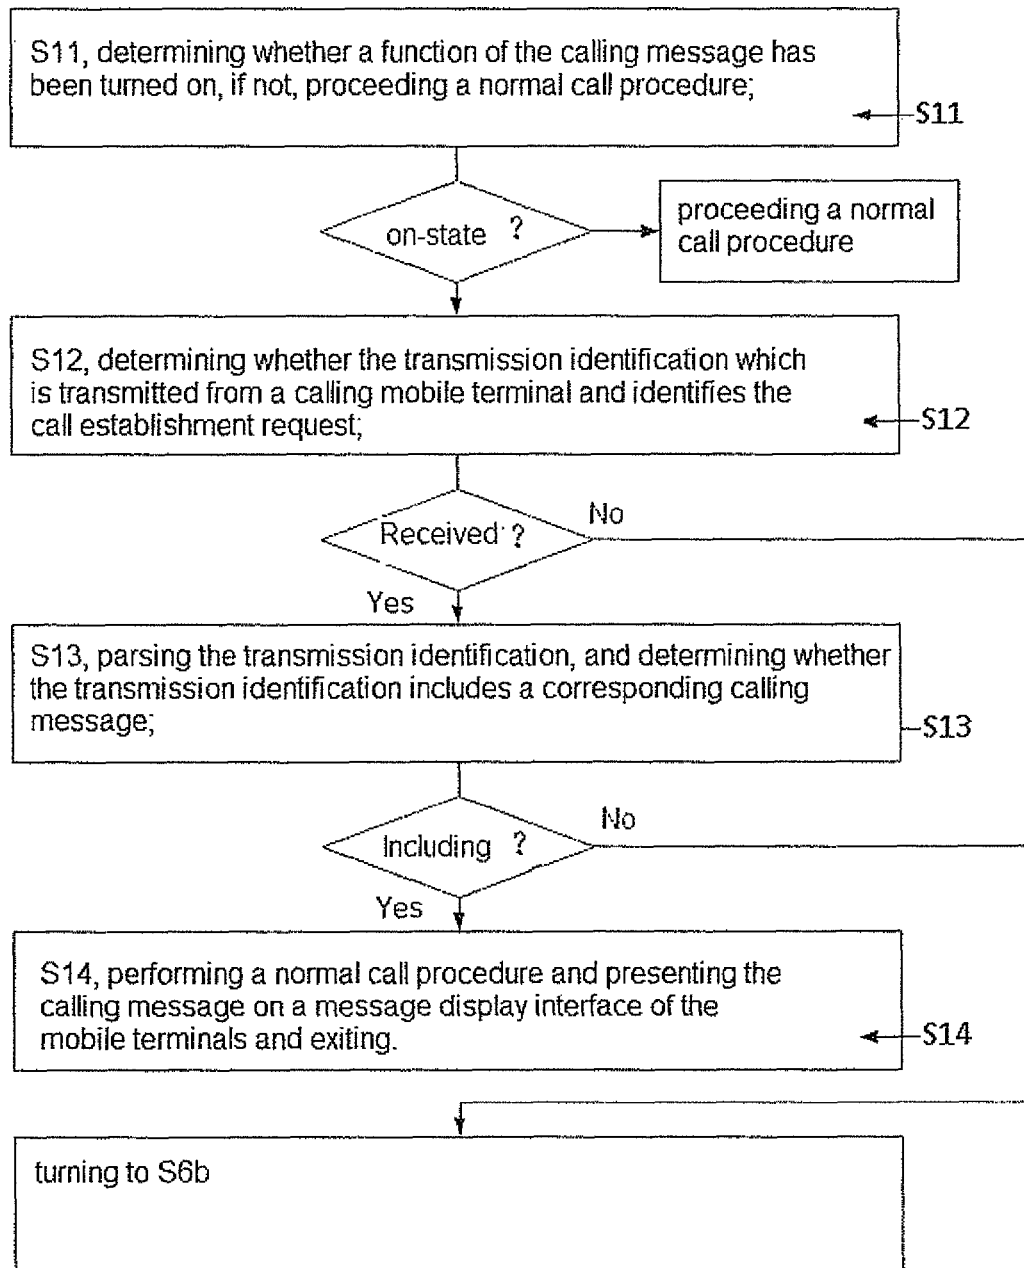 S11, determining whether a function of the calling message has
been turned on, if not, proceeding a normal call procedure;
S11
on-state ?
proceeding a normal
call procedure
S12, determining whether the transmission identification which
is transmitted from a calling mobile terminal and identifies the
call establishment request;
S12
Received ?
No
Yes
S13, parsing the transmission identification, and determining whether
the transmission identification includes a corresponding calling
message;
S13
Including ?
No
Yes
S14, performing a normal call procedure and presenting the
calling message on a message display interface of the
mobile terminals and exiting.
S14
turning to S6b